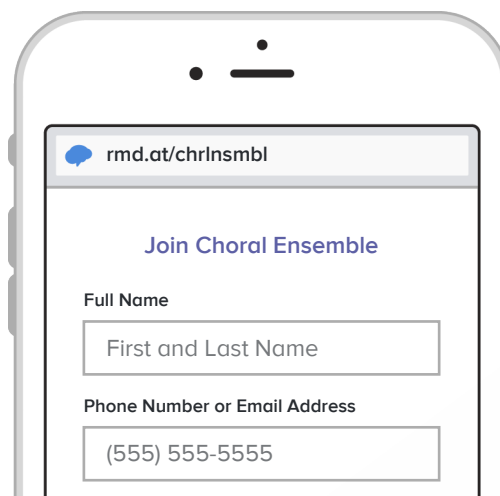 rmd.at/chrlnsmbl
Join Choral Ensemble
Full Name
First and Last Name
Phone Number or Email Address
(555) 555-5555